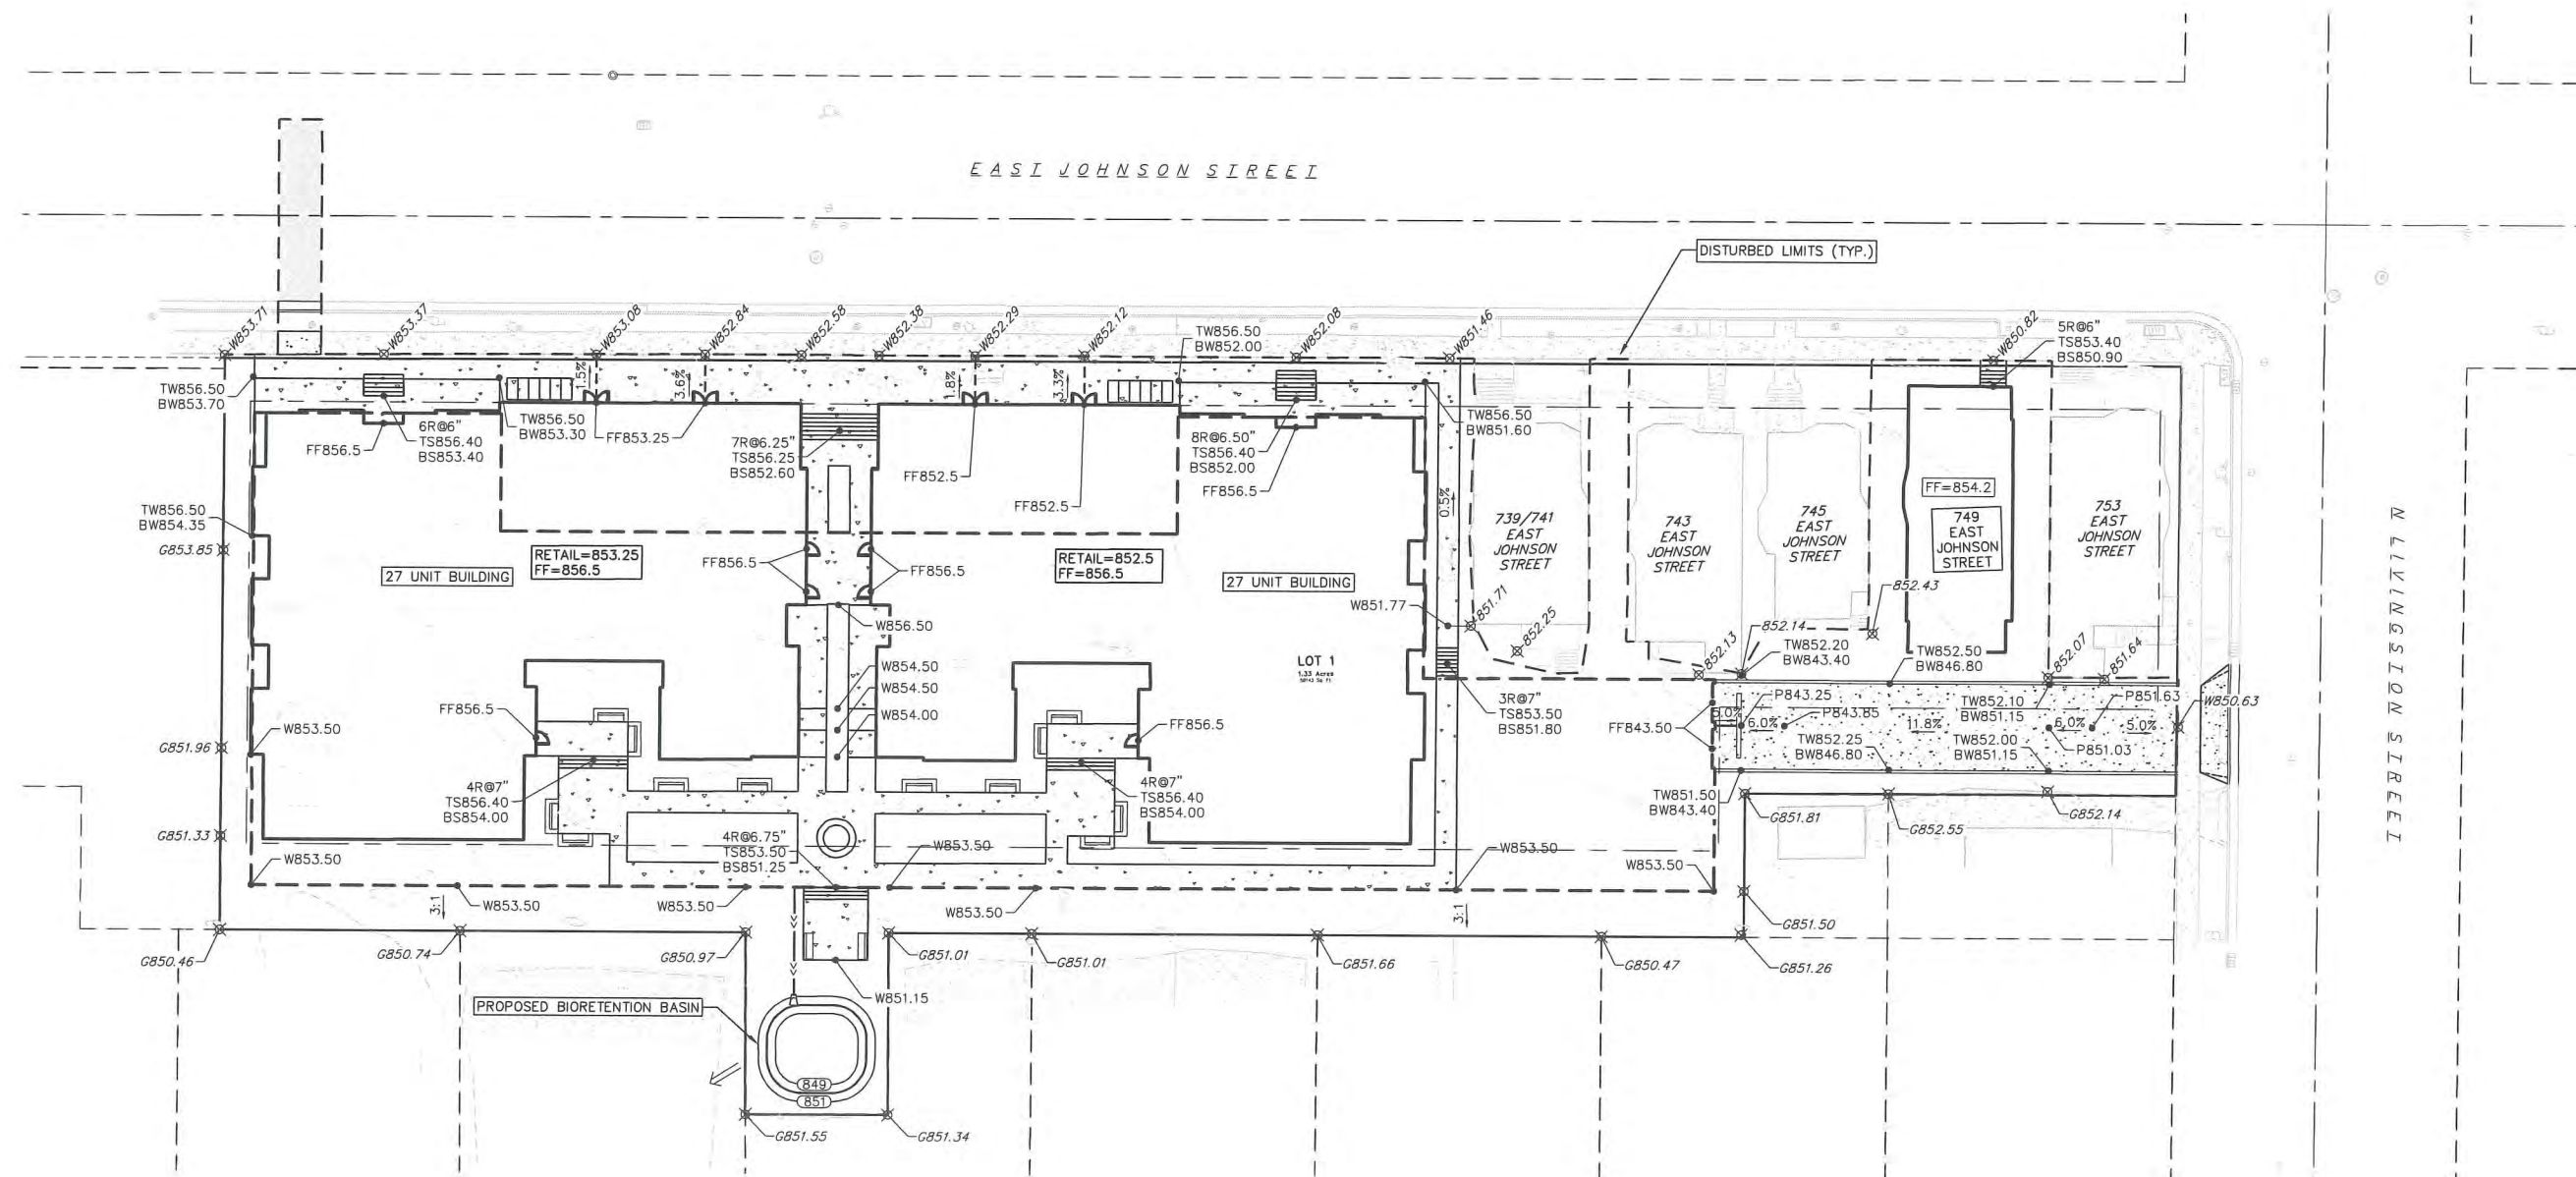 EAST JOHNSON STREET
DISTURBED LIMITS (TYP.)
W853.71
W853.37
W853.08
W852.84
W852.58
W852.38
W852.29
W852.12
W852.08
W851.46
W850.82
TW856.50
BW852.00
5R@6"
TS853.40
BS850.90
TW856.50
BW853.70
1.5%
3.6%
1.8%
3.3%
TW856.50
BW853.30
FF853.25
6R@6"
TS856.40
BS853.40
FF856.5
7R@6.25"
TS856.25
BS852.60
FF852.5
FF852.5
8R@6.50"
TS856.40
BS852.00
FF856.5
TW856.50
BW851.60
0.5%
TW856.50
BW854.35
G853.85
27 UNIT BUILDING
RETAIL=853.25
FF=856.5
FF856.5
FF856.5
RETAIL=852.5
FF=856.5
27 UNIT BUILDING
739/741
EAST
JOHNSON
STREET
743
EAST
JOHNSON
STREET
745
EAST
JOHNSON
STREET
FF=854.2
749
EAST
JOHNSON
STREET
753
EAST
JOHNSON
STREET
N LIVINGSTON STREET
W851.77
851.71
852.25
852.43
852.13
852.14
TW852.20
BW843.40
TW852.50
BW846.80
852.07
851.64
W856.50
W854.50
W854.50
W854.00
LOT 1
1.33 Acres
FF856.5
FF856.5
3R@7"
TS853.50
BS851.80
FF843.50
5.0%
P843.25
6.0%
P843.85
11.8%
TW852.10
BW851.15
6.0%
P851.63
5.0%
W850.63
P851.03
TW852.25
BW846.80
TW852.00
BW851.15
W853.50
G851.96
G851.33
4R@7"
TS856.40
BS854.00
4R@7"
TS856.40
BS854.00
TW851.50
BW843.40
G851.81
G852.55
G852.14
4R@6.75"
TS853.50
BS851.25
W853.50
W853.50
W853.50
W853.50
W853.50
W853.50
W853.50
3:1
3:1
G850.46
G850.74
G850.97
G851.01
G851.01
G851.66
G850.47
G851.50
G851.26
W851.15
PROPOSED BIORETENTION BASIN
849
851
G851.55
G851.34